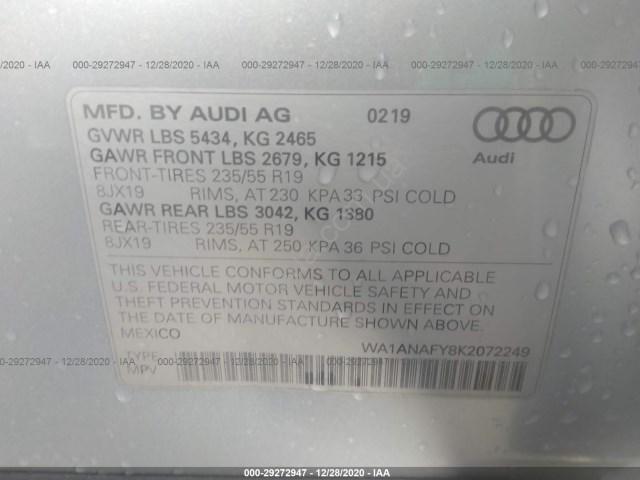 000-29272947 - 12/28/2020 - IAA
MFD. BY AUDI AG 0219
GVWR LBS 5434, KG 2465
GAWR FRONT LBS 2679, KG 1215
FRONT-TIRES 235/55 R19
8JX19 RIMS, AT 230 KPA 33 PSI COLD
GAWR REAR LBS 3042, KG 1380
REAR-TIRES 235/55 R19
8JX19 RIMS, AT 250 KPA 36 PSI COLD
Audi
THIS VEHICLE CONFORMS TO ALL APPLICABLE
U.S. FEDERAL MOTOR VEHICLE SAFETY AND
THEFT PREVENTION STANDARDS IN EFFECT ON
THE DATE OF MANUFACTURE SHOWN ABOVE.
MEXICO
WA1ANAFY8K2072249
TYPE
MPV
000-29272947 - 12/28/2020 - IAA